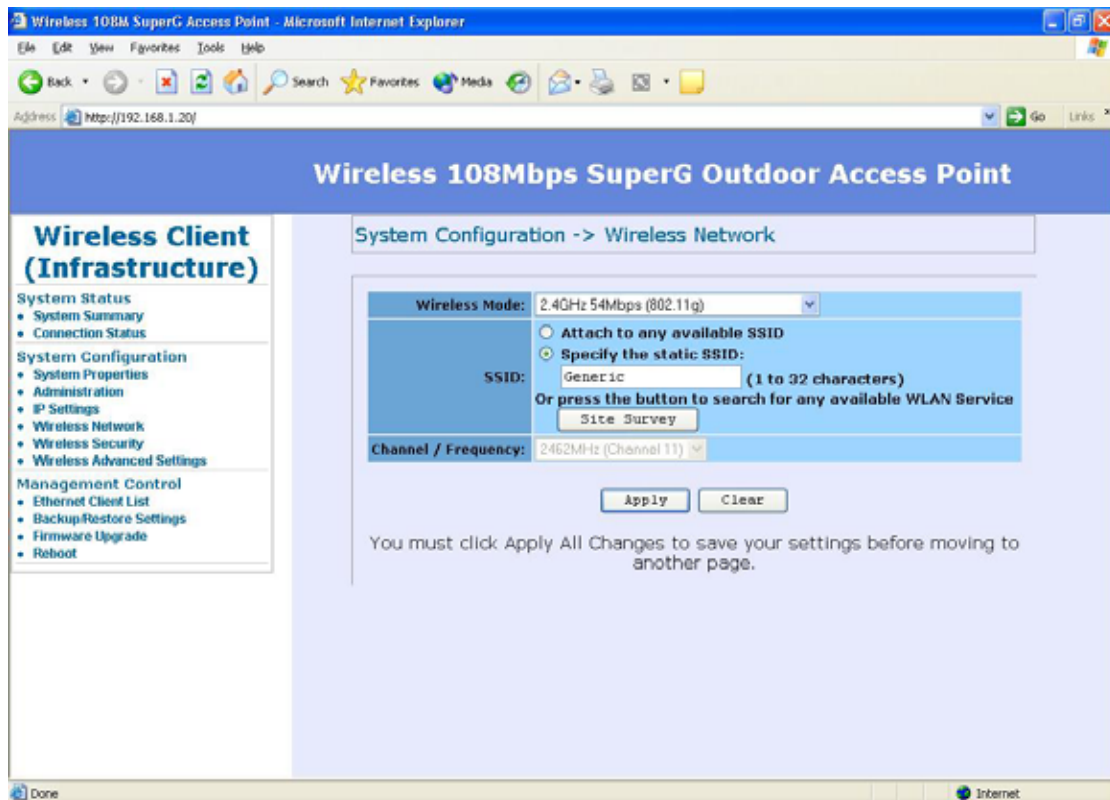 Wireless 108M SuperG Access Point - Microsoft Internet Explorer
File Edit View Favorites Tools Help
Back Search Favorites Media
Address http://192.168.1.20/ Go Links
Wireless 108Mbps SuperG Outdoor Access Point
Wireless Client
(Infrastructure)
System Status
System Summary
Connection Status
System Configuration
System Properties
Administration
IP Settings
Wireless Network
Wireless Security
Wireless Advanced Settings
Management Control
Ethernet Client List
Backup/Restore Settings
Firmware Upgrade
Reboot
System Configuration -> Wireless Network
Wireless Mode: 2.4GHz 54Mbps (802.11g)
SSID:
Attach to any available SSID
Specify the static SSID:
Generic (1 to 32 characters)
Or press the button to search for any available WLAN Service
Site Survey
Channel / Frequency: 2462MHz (Channel 11)
Apply Clear
You must click Apply All Changes to save your settings before moving to
another page.
Done Internet